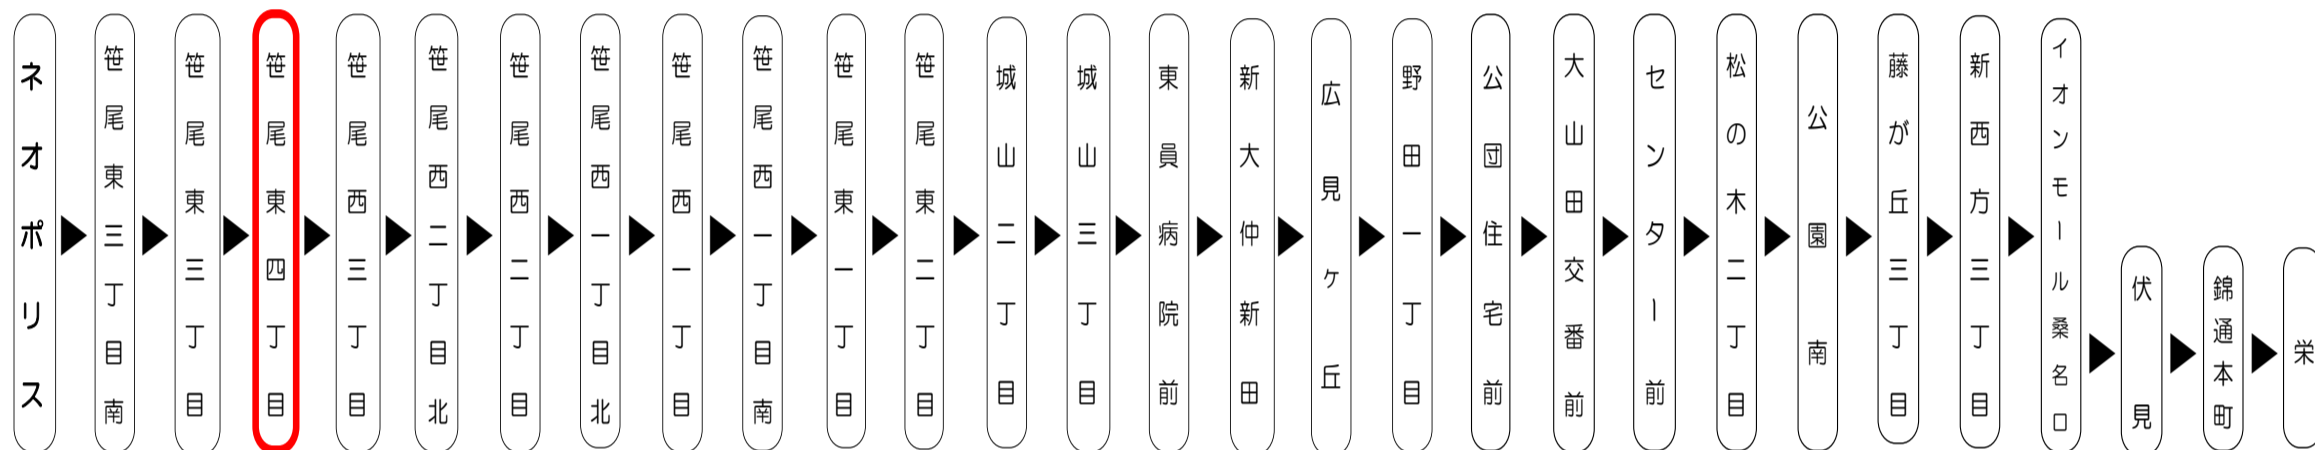 ネオポリス
笹尾東三丁目南
笹尾東三丁目
笹尾東四丁目
笹尾西三丁目
笹尾西二丁目北
笹尾西二丁目
笹尾西一丁目北
笹尾西一丁目
笹尾西一丁目南
笹尾東一丁目
笹尾東二丁目
城山二丁目
城山三丁目
東員病院前
新大仲新田
広見ヶ丘
野田一丁目
公団住宅前
大山田交番前
センター前
松の木二丁目
公園南
藤が丘三丁目
新西方三丁目
イオンモール桑名口
伏見
錦通本町
栄